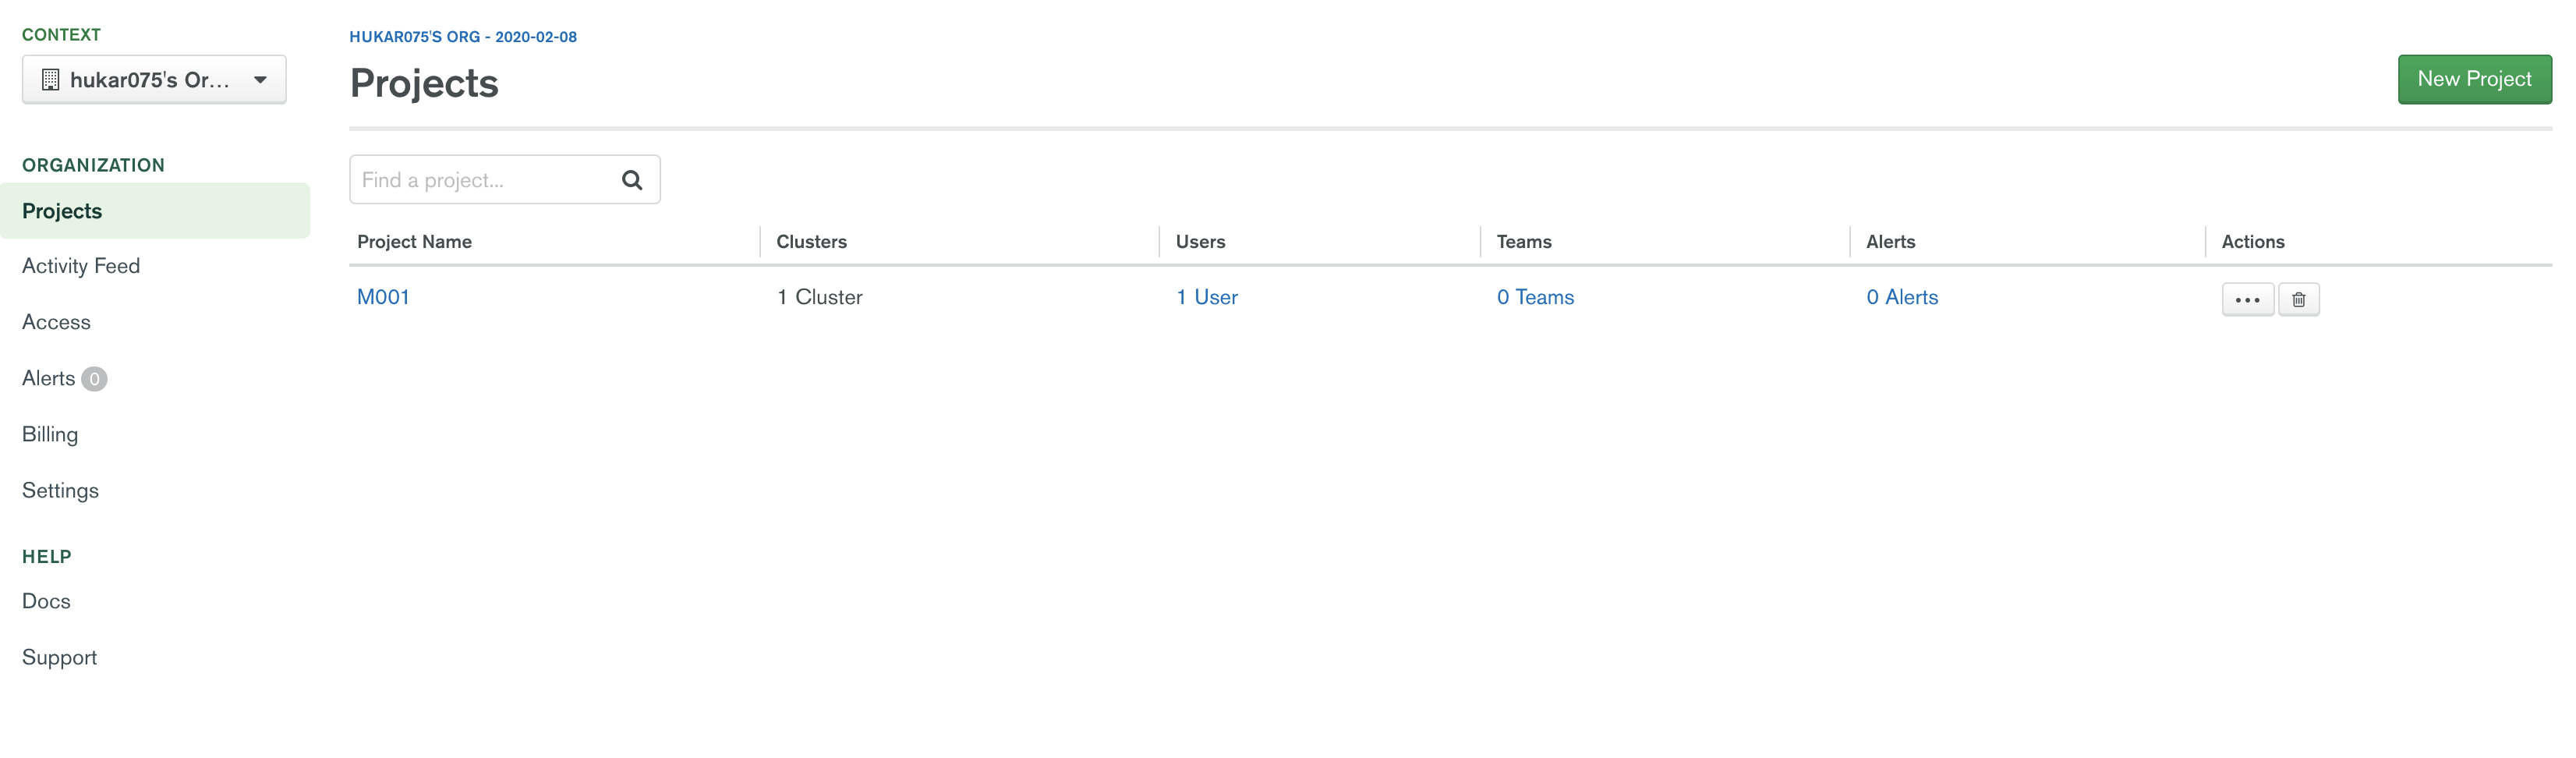 CONTEXT
hukar075's Or...
ORGANIZATION
Projects
Activity Feed
Access
Alerts 0
Billing
Settings
HELP
Docs
Support
HUKAR075'S ORG - 2020-02-08
Projects
New Project
Find a project...
Project Name Clusters Users Teams Alerts Actions
M001 1 Cluster 1 User 0 Teams 0 Alerts